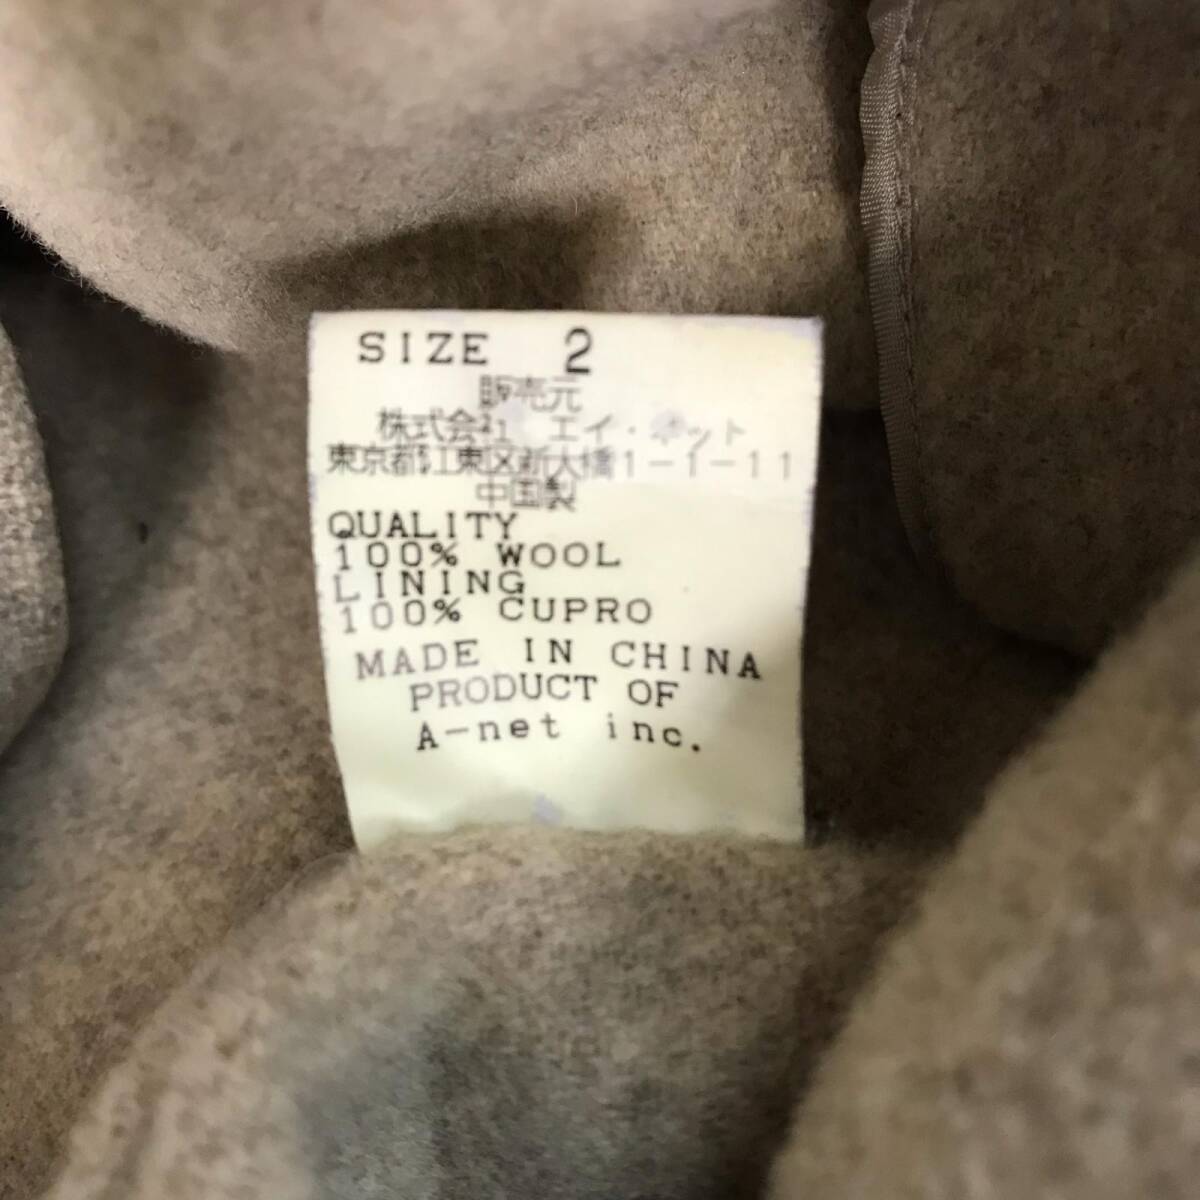 SIZE 2
販売元
株式会社 エイ・ネット
東京都江東区新大橋1-1-11
中国製
QUALITY
100% WOOL
LINING
100% CUPRO
MADE IN CHINA
PRODUCT OF
A-net inc.